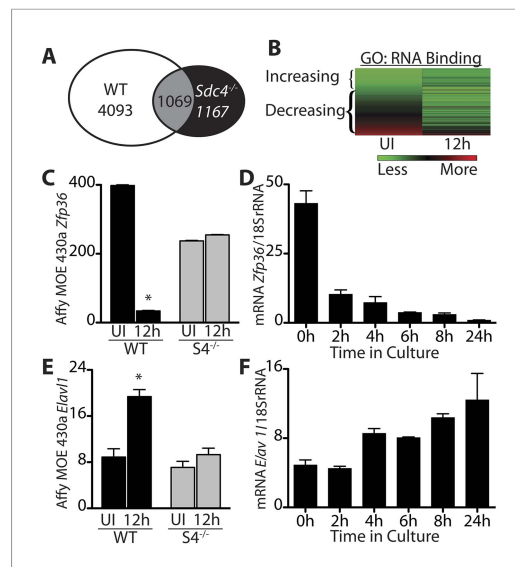 A
WT
4093
1069
Sdc4-/-
1167
B
GO: RNA Binding
Increasing
Decreasing
UI 12h
Less More
C
Affy MOE 430a Zfp36
400
200
0
*
UI 12h UI 12h
WT S4-/-
D
mRNA Zfp36/18SrRNA
50
25
0
0h 2h 4h 6h 8h 24h
Time in Culture
E
Affy MOE 430a Elavl1
24
16
8
0
*
UI 12h UI 12h
WT S4-/-
F
mRNA Elav 1/18SrRNA
16
8
0
0h 2h 4h 6h 8h 24h
Time in Culture